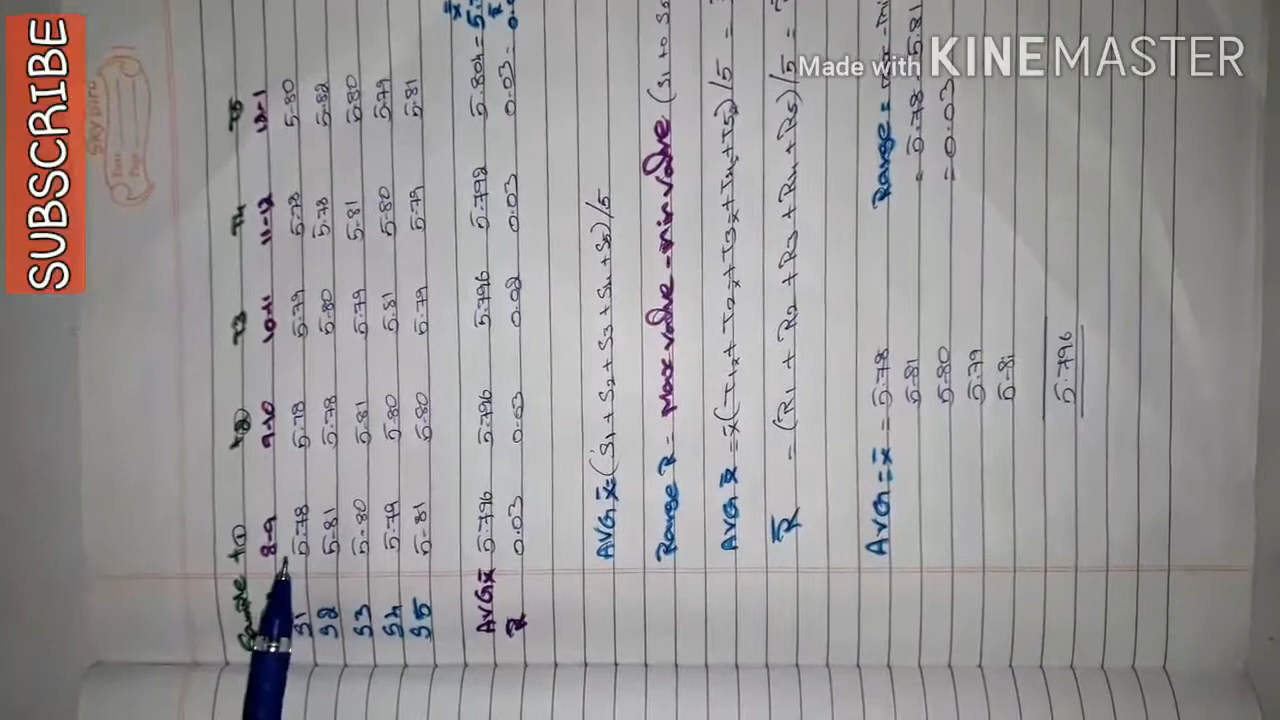 SUBSCRIBE
Made with KINEMASTER
SKYBIRD
Sample t① t② T3 T4 T5
8-9 9-10 10-11 11-12 12-1
S1 5.78 5.78 5.79 5.78 5.80
S2 5.81 5.78 5.80 5.78 5.82
S3 5.80 5.81 5.79 5.81 5.80
S4 5.79 5.80 5.81 5.80 5.79
S5 5.81 5.80 5.79 5.79 5.81
AVG X̄ 5.796 5.796 5.796 5.792 5.804 =
R 0.03 0.03 0.02 0.03 0.03
AVG X̄ = (S1 + S2 + S3 + S4 + S5)/5
Range R = Max value - min value (S1 to
AVG X̿ = x̄(T1x + T2x + T3x + T4x + T5x)/5 =
R̄ = (R1 + R2 + R3 + R4 + R5)/5 =
AVG = x̄ = 5.78
5.81
5.80
5.79
5.81
5.796
Range =
= 5.78 - 5.81
= 0.03